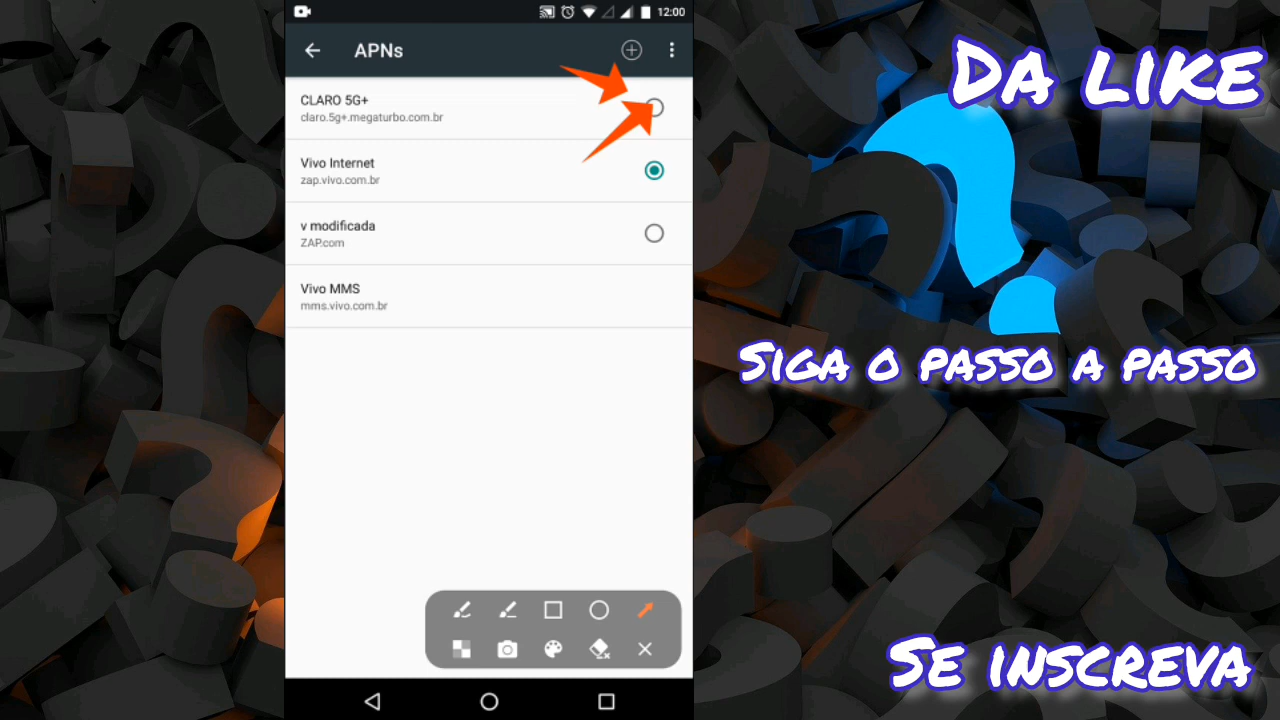 12:00
APNs
CLARO 5G+
claro.5g+.megaturbo.com.br
Vivo Internet
zap.vivo.com.br
v modificada
ZAP.com
Vivo MMS
mms.vivo.com.br
Da like
Siga o passo a passo
Se inscreva